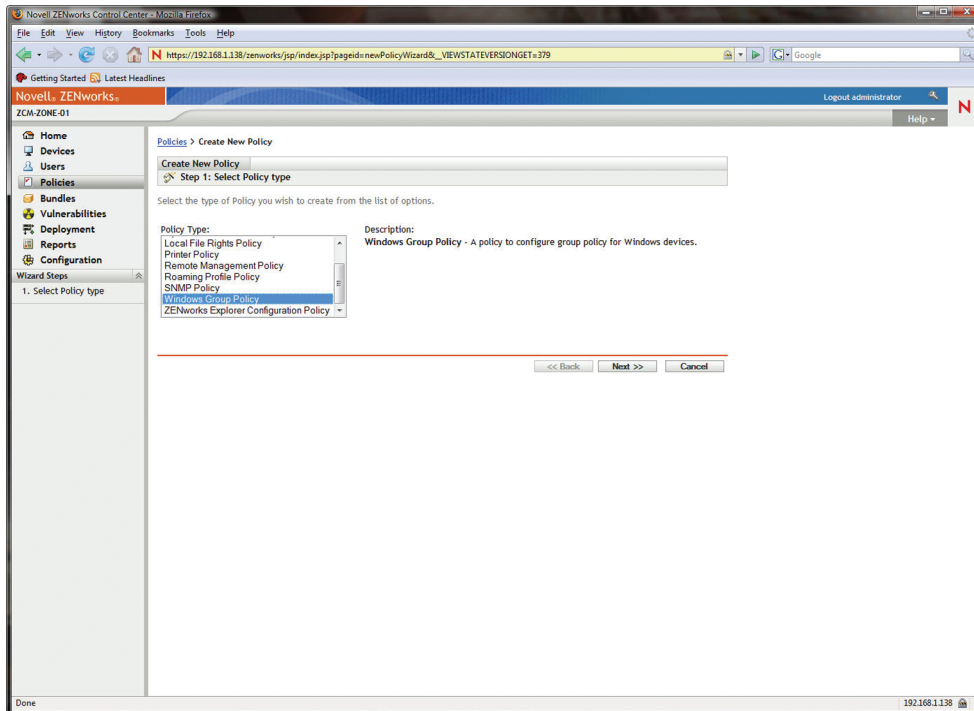 Novell ZENworks Control Center - Mozilla Firefox
File Edit View History Bookmarks Tools Help
N https://192.168.1.138/zenworks/jsp/index.jsp?pageid=newPolicyWizard&__VIEWSTATEVERSIONGET=379
G Google
Getting Started Latest Headlines
Novell® ZENworks®
Logout administrator
N
ZCM-ZONE-01
Help
Home
Devices
Users
Policies
Bundles
Vulnerabilities
Deployment
Reports
Configuration
Wizard Steps
1. Select Policy type
Policies > Create New Policy
Create New Policy
Step 1: Select Policy type
Select the type of Policy you wish to create from the list of options.
Policy Type:
Local File Rights Policy
Printer Policy
Remote Management Policy
Roaming Profile Policy
SNMP Policy
Windows Group Policy
ZENworks Explorer Configuration Policy
Description:
Windows Group Policy - A policy to configure group policy for Windows devices.
<< Back Next >> Cancel
Done
192.168.1.138